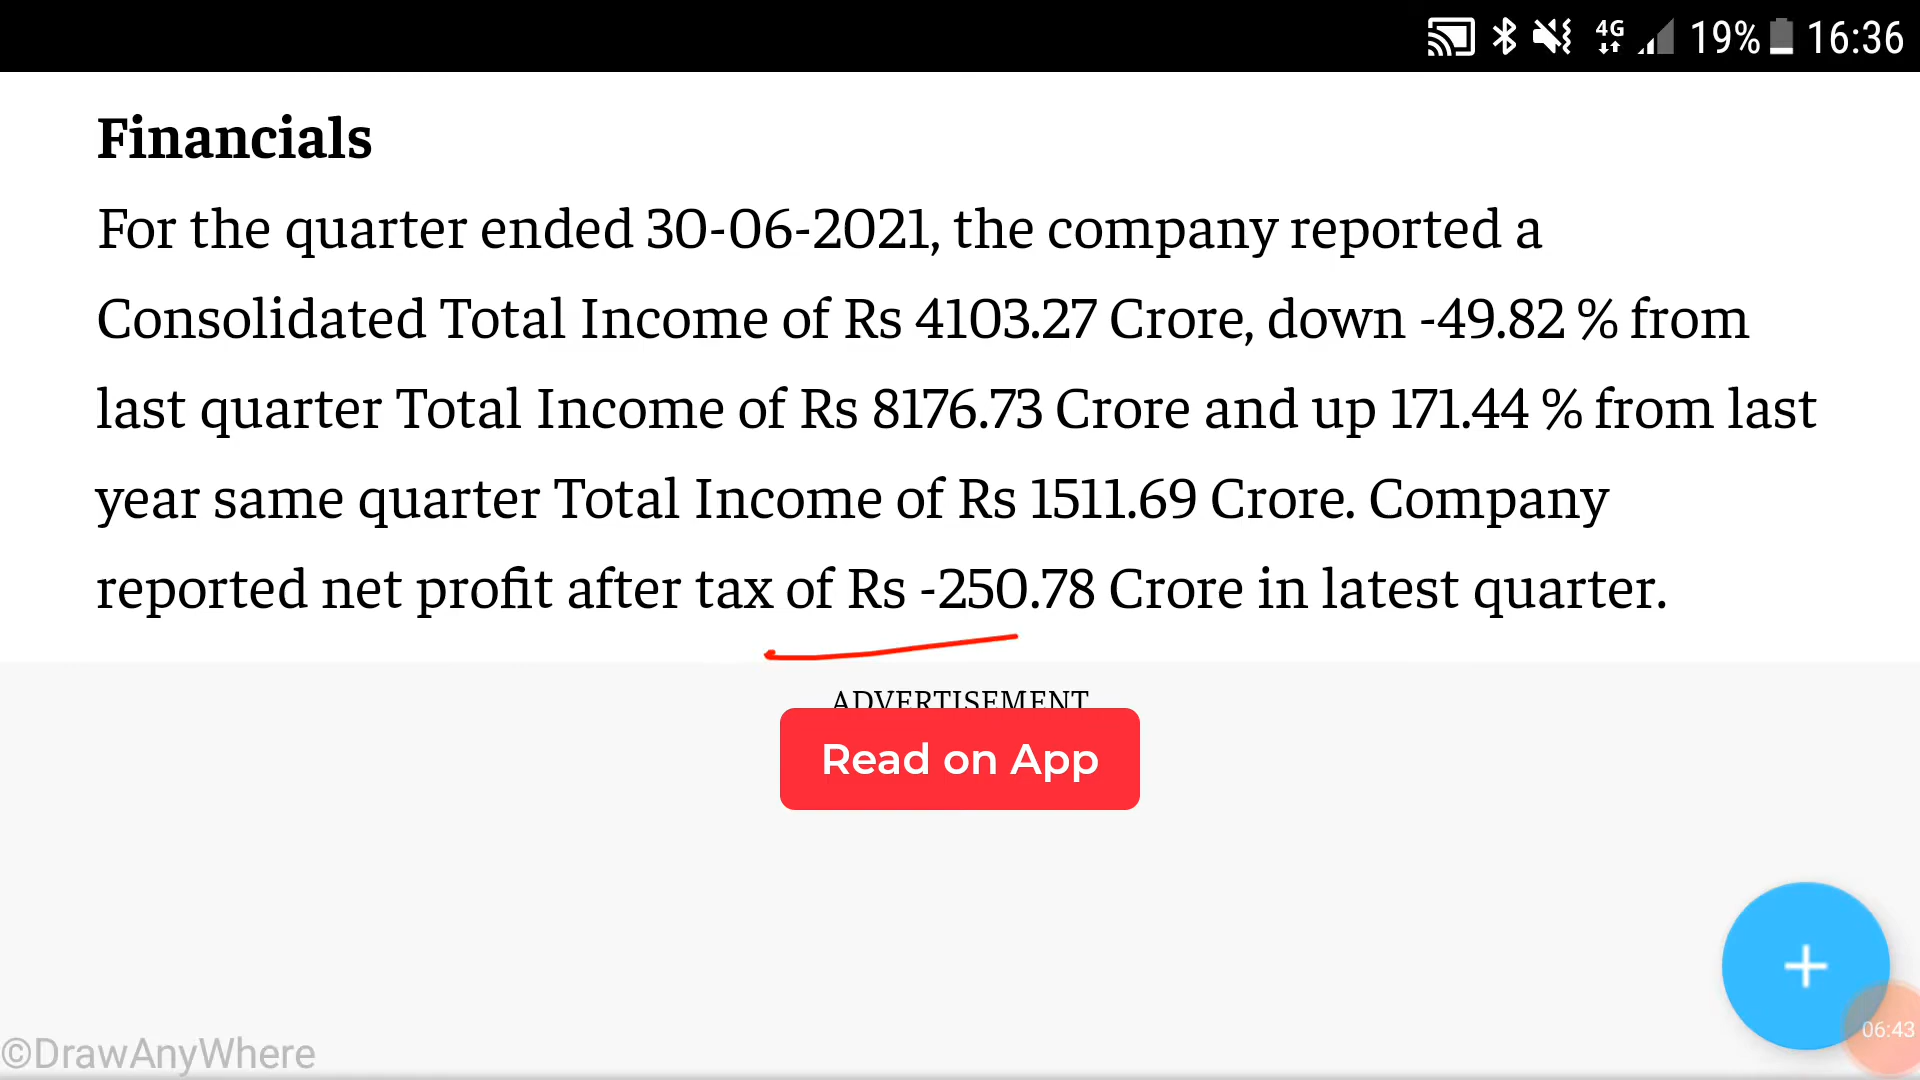 4G 19% 16:36
Financials
For the quarter ended 30-06-2021, the company reported a
Consolidated Total Income of Rs 4103.27 Crore, down -49.82 % from
last quarter Total Income of Rs 8176.73 Crore and up 171.44 % from last
year same quarter Total Income of Rs 1511.69 Crore. Company
reported net profit after tax of Rs -250.78 Crore in latest quarter.
ADVERTISEMENT
Read on App
+
06:43
©DrawAnyWhere